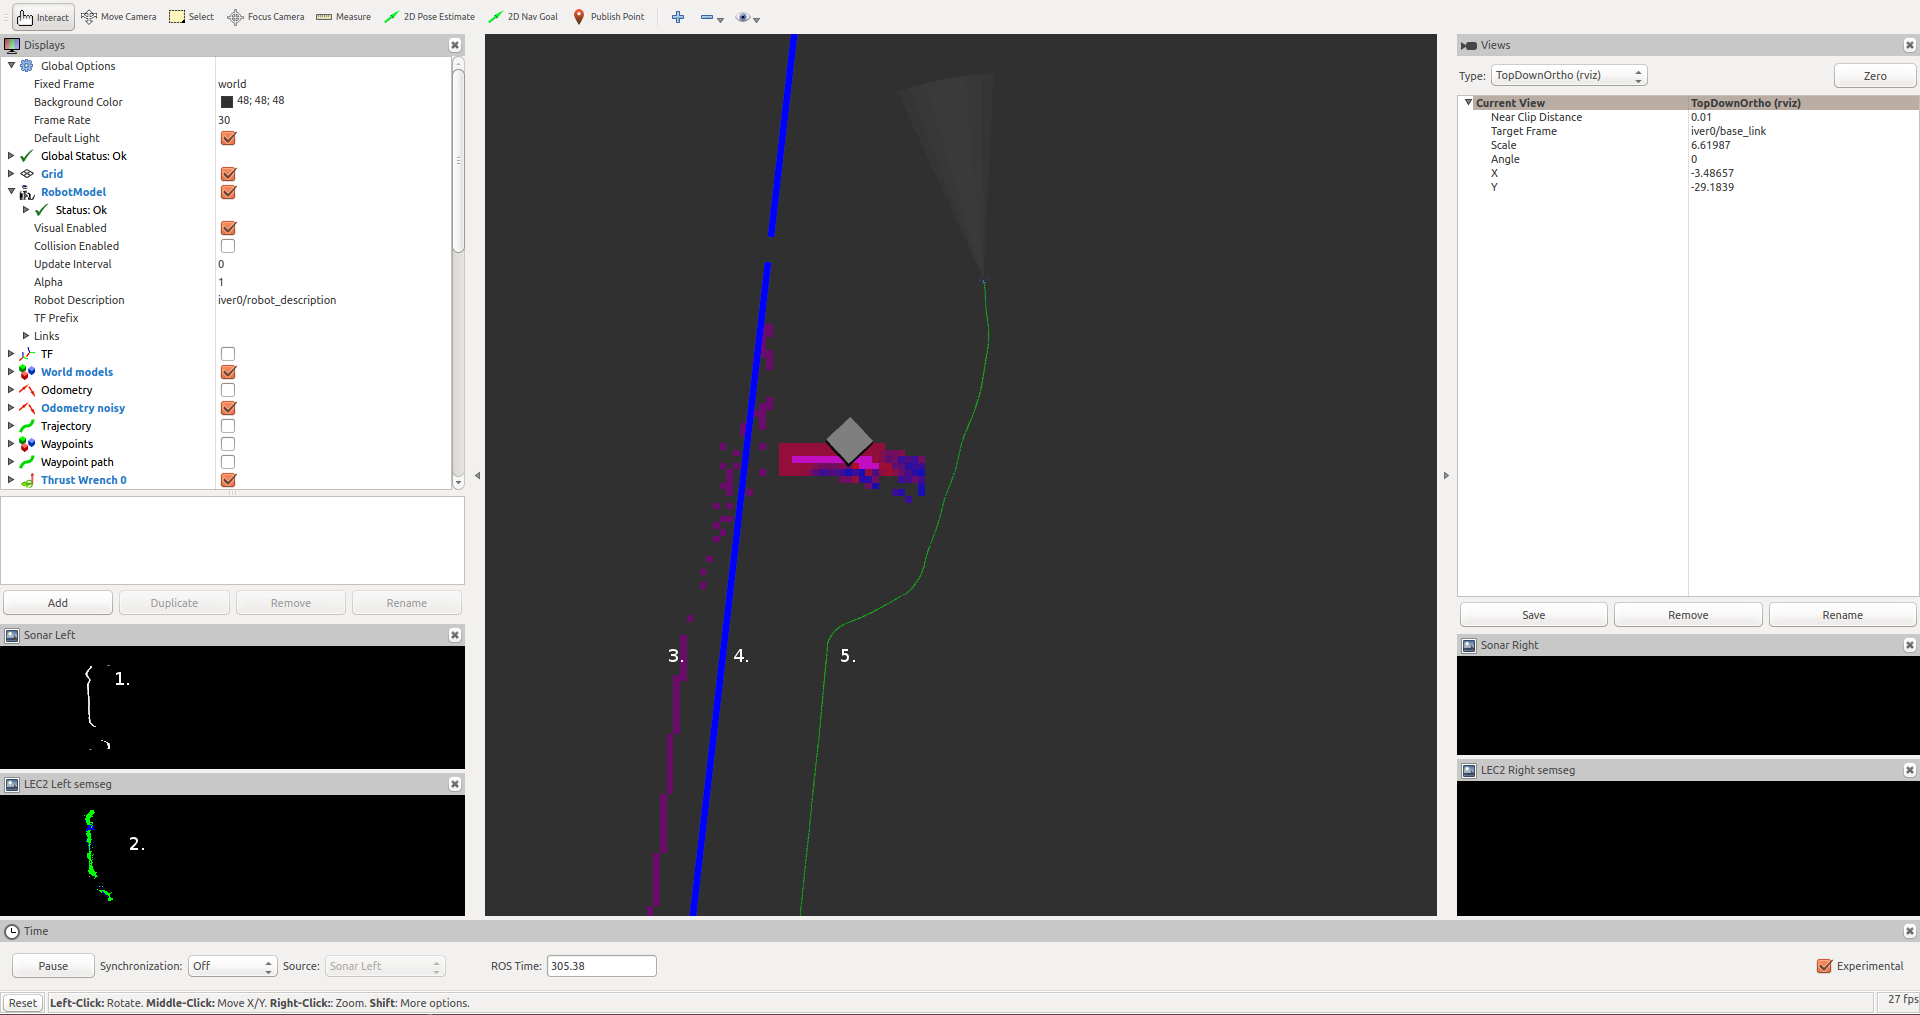 Interact Move Camera Select Focus Camera Measure 2D Pose Estimate 2D Nav Goal Publish Point
Displays
Global Options
Fixed Frame world
Background Color 48; 48; 48
Frame Rate 30
Default Light
Global Status: Ok
Grid
RobotModel
Status: Ok
Visual Enabled
Collision Enabled
Update Interval 0
Alpha 1
Robot Description iver0/robot_description
TF Prefix
Links
TF
World models
Odometry
Odometry noisy
Trajectory
Waypoints
Waypoint path
Thrust Wrench 0
Add Duplicate Remove Rename
Sonar Left
1.
LEC2 Left semseg
2.
3. 4. 5.
Views
Type: TopDownOrtho (rviz) Zero
Current View TopDownOrtho (rviz)
Near Clip Distance 0.01
Target Frame iver0/base_link
Scale 6.61987
Angle 0
X -3.48657
Y -29.1839
Save Remove Rename
Sonar Right
LEC2 Right semseg
Time
Pause Synchronization: Off Source: Sonar Left ROS Time: 305.38 Experimental
Reset Left-Click: Rotate. Middle-Click: Move X/Y. Right-Click:: Zoom. Shift: More options. 27 fps